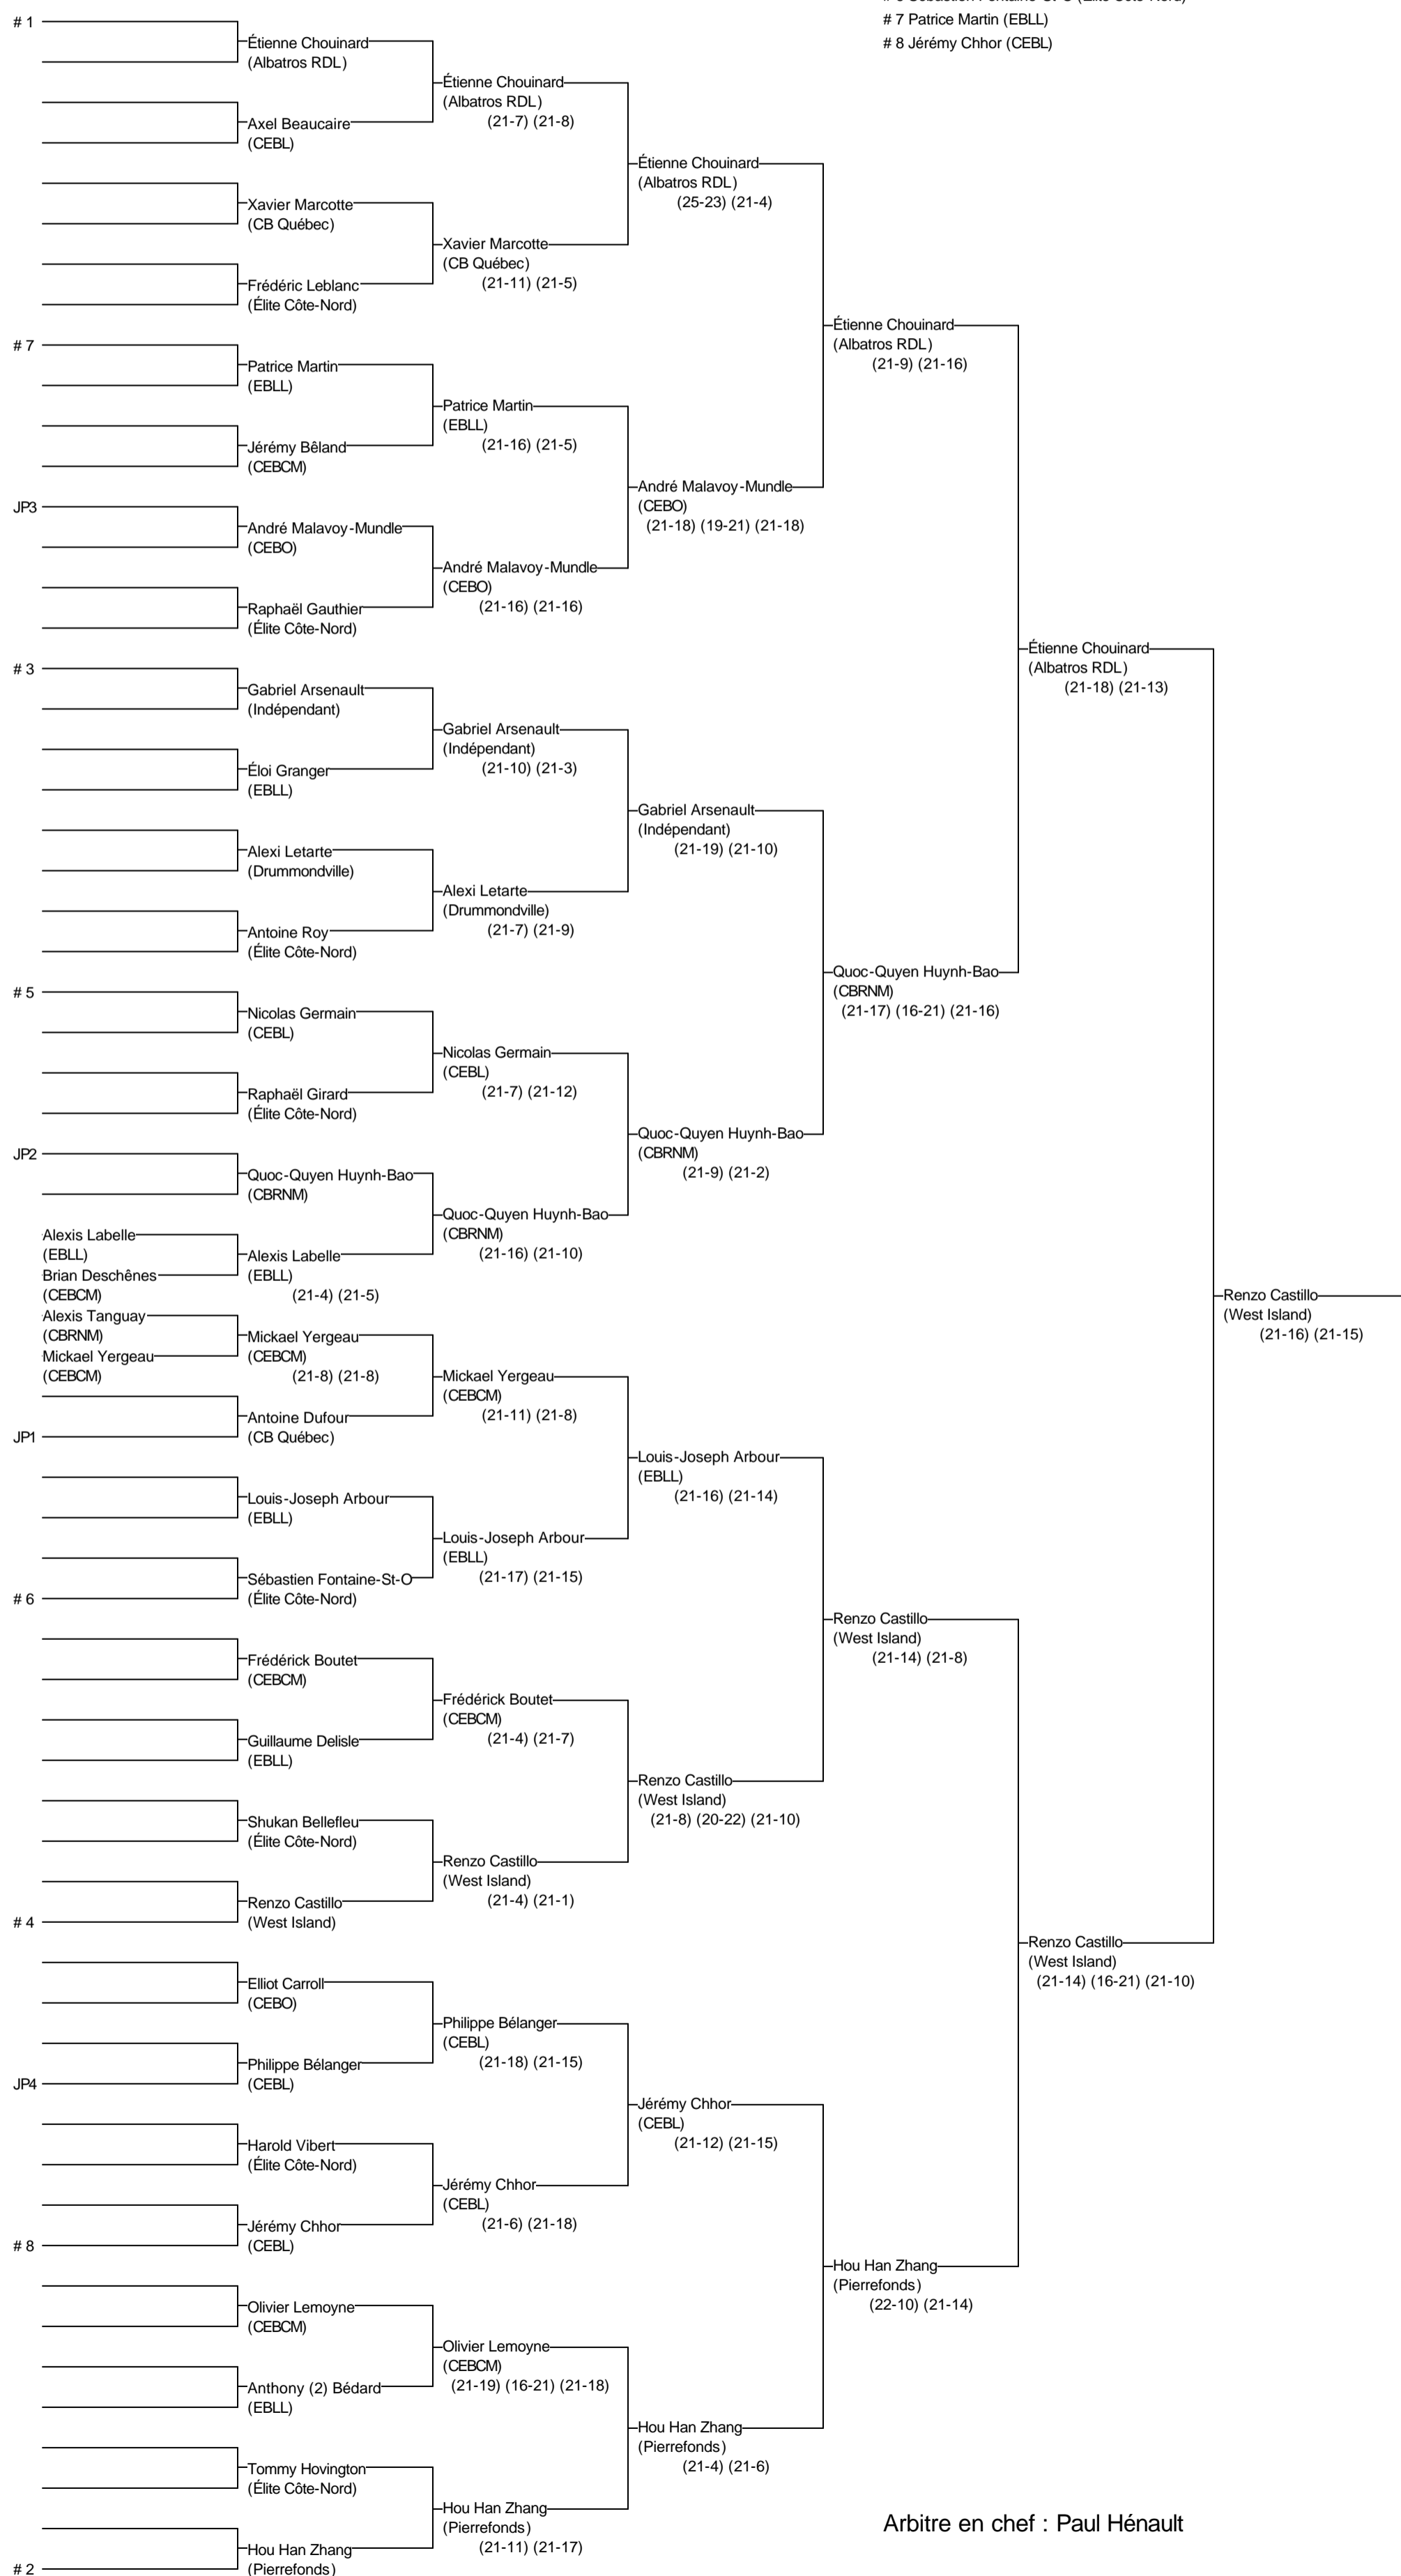 # 7 Patrice Martin (EBLL)
# 8 Jérémy Chhor (CEBL)
# 1
Étienne Chouinard
(Albatros RDL)
Étienne Chouinard
(Albatros RDL)
(21-7) (21-8)
Axel Beaucaire
(CEBL)
Étienne Chouinard
(Albatros RDL)
(25-23) (21-4)
Xavier Marcotte
(CB Québec)
Xavier Marcotte
(CB Québec)
(21-11) (21-5)
Frédéric Leblanc
(Élite Côte-Nord)
Étienne Chouinard
(Albatros RDL)
(21-9) (21-16)
# 7
Patrice Martin
(EBLL)
Patrice Martin
(EBLL)
(21-16) (21-5)
Jérémy Bêland
(CEBCM)
André Malavoy-Mundle
(CEBO)
(21-18) (19-21) (21-18)
JP3
André Malavoy-Mundle
(CEBO)
André Malavoy-Mundle
(CEBO)
(21-16) (21-16)
Raphaël Gauthier
(Élite Côte-Nord)
Étienne Chouinard
(Albatros RDL)
(21-18) (21-13)
# 3
Gabriel Arsenault
(Indépendant)
Gabriel Arsenault
(Indépendant)
(21-10) (21-3)
Éloi Granger
(EBLL)
Gabriel Arsenault
(Indépendant)
(21-19) (21-10)
Alexi Letarte
(Drummondville)
Alexi Letarte
(Drummondville)
(21-7) (21-9)
Antoine Roy
(Élite Côte-Nord)
Quoc-Quyen Huynh-Bao
(CBRNM)
(21-17) (16-21) (21-16)
# 5
Nicolas Germain
(CEBL)
Nicolas Germain
(CEBL)
(21-7) (21-12)
Raphaël Girard
(Élite Côte-Nord)
Quoc-Quyen Huynh-Bao
(CBRNM)
(21-9) (21-2)
JP2
Quoc-Quyen Huynh-Bao
(CBRNM)
Quoc-Quyen Huynh-Bao
(CBRNM)
(21-16) (21-10)
Alexis Labelle
(EBLL)
Alexis Labelle
(EBLL)
(21-4) (21-5)
Brian Deschênes
(CEBCM)
Renzo Castillo
(West Island)
(21-16) (21-15)
Alexis Tanguay
(CBRNM)
Mickael Yergeau
(CEBCM)
(21-8) (21-8)
Mickael Yergeau
(CEBCM)
Mickael Yergeau
(CEBCM)
(21-11) (21-8)
Antoine Dufour
(CB Québec)
JP1
Louis-Joseph Arbour
(EBLL)
(21-16) (21-14)
Louis-Joseph Arbour
(EBLL)
Louis-Joseph Arbour
(EBLL)
(21-17) (21-15)
Sébastien Fontaine-St-O
(Élite Côte-Nord)
# 6
Renzo Castillo
(West Island)
(21-14) (21-8)
Frédérick Boutet
(CEBCM)
Frédérick Boutet
(CEBCM)
(21-4) (21-7)
Guillaume Delisle
(EBLL)
Renzo Castillo
(West Island)
(21-8) (20-22) (21-10)
Shukan Bellefleu
(Élite Côte-Nord)
Renzo Castillo
(West Island)
(21-4) (21-1)
Renzo Castillo
(West Island)
# 4
Renzo Castillo
(West Island)
(21-14) (16-21) (21-10)
Elliot Carroll
(CEBO)
Philippe Bélanger
(CEBL)
(21-18) (21-15)
Philippe Bélanger
(CEBL)
JP4
Jérémy Chhor
(CEBL)
(21-12) (21-15)
Harold Vibert
(Élite Côte-Nord)
Jérémy Chhor
(CEBL)
(21-6) (21-18)
Jérémy Chhor
(CEBL)
# 8
Hou Han Zhang
(Pierrefonds)
(22-10) (21-14)
Olivier Lemoyne
(CEBCM)
Olivier Lemoyne
(CEBCM)
(21-19) (16-21) (21-18)
Anthony (2) Bédard
(EBLL)
Hou Han Zhang
(Pierrefonds)
(21-4) (21-6)
Tommy Hovington
(Élite Côte-Nord)
Hou Han Zhang
(Pierrefonds)
(21-11) (21-17)
Hou Han Zhang
(Pierrefonds)
# 2
Arbitre en chef : Paul Hénault